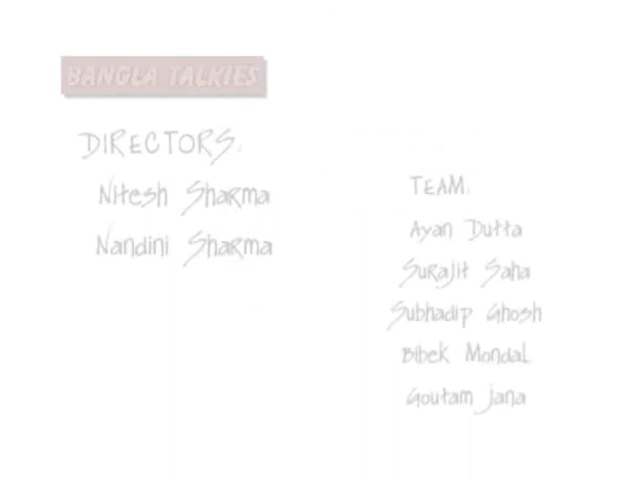 BANGLA TALKIES
DIRECTORS:
Nitesh Sharma
Nandini Sharma
TEAM:
Ayan Dutta
Surajit Saha
Subhadip Ghosh
Bibek Mondal
Goutam Jana